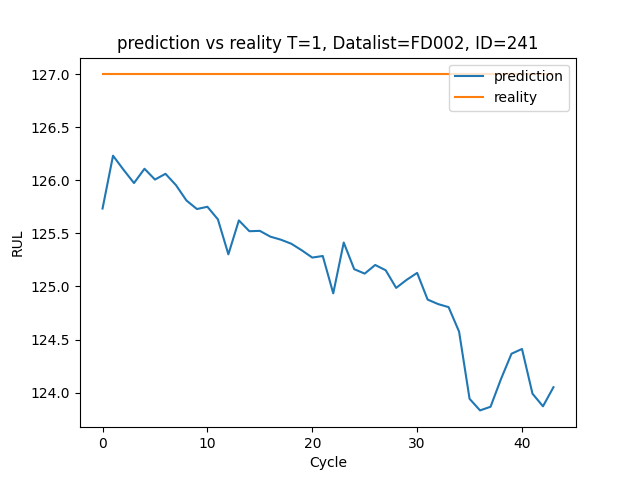 prediction vs reality T=1, Datalist=FD002, ID=241
127.0
126.5
126.0
125.5
125.0
124.5
124.0
RUL
prediction
reality
0 10 20 30 40
Cycle